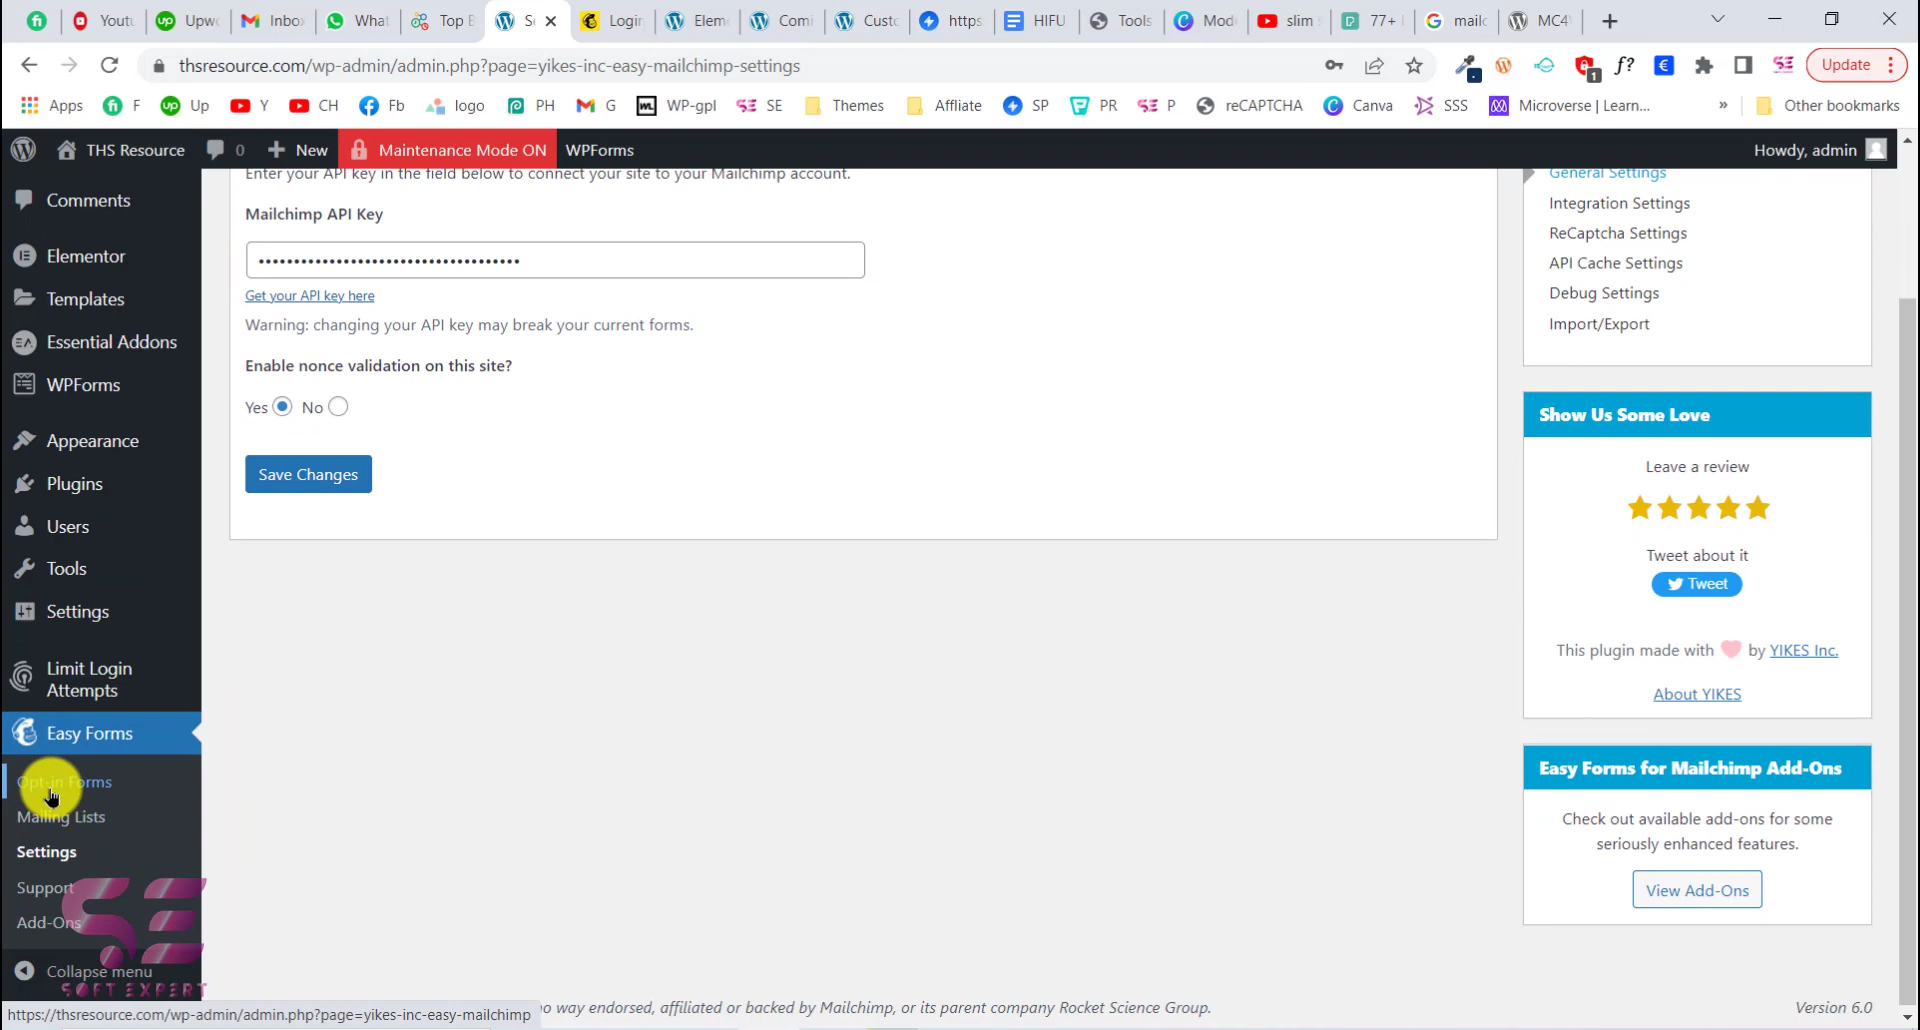 Youtu
Upwo
Inbo
What
Top B
Se
Login
Elem
Comi
Custo
https
HIFU
Tools
Mod
slim
77+
mailc
MC4
thsresource.com/wp-admin/admin.php?page=yikes-inc-easy-mailchimp-settings
1
f?
Update
Apps
F
Up
Y
CH
Fb
logo
PH
G
WP-gpl
SE
Themes
Affliate
SP
PR
P
reCAPTCHA
Canva
SSS
Microverse | Learn...
»
Other bookmarks
THS Resource
0
New
Maintenance Mode ON
WPForms
Howdy, admin
Comments
Elementor
Templates
Essential Addons
WPForms
Appearance
Plugins
Users
Tools
Settings
Limit Login
Attempts
Easy Forms
Opt-in Forms
Mailing Lists
Settings
Support
Add-Ons
Collapse menu
SE
SOFT EXPERT
https://thsresource.com/wp-admin/admin.php?page=yikes-inc-easy-mailchimp
Enter your API key in the field below to connect your site to your Mailchimp account.
Mailchimp API Key
••••••••••••••••••••••••••••••••••••
Get your API key here
Warning: changing your API key may break your current forms.
Enable nonce validation on this site?
Yes No
Save Changes
General Settings
Integration Settings
ReCaptcha Settings
API Cache Settings
Debug Settings
Import/Export
Show Us Some Love
Leave a review
Tweet about it
Tweet
This plugin made with by YIKES Inc.
About YIKES
Easy Forms for Mailchimp Add-Ons
Check out available add-ons for some
seriously enhanced features.
View Add-Ons
no way endorsed, affiliated or backed by Mailchimp, or its parent company Rocket Science Group.
Version 6.0